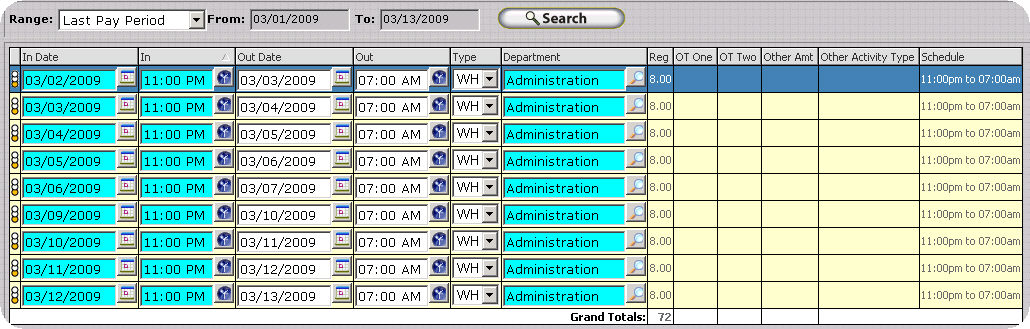 Range: Last Pay Period From: 03/01/2009 To: 03/13/2009 Search
In Date In Out Date Out Type Department Reg OT One OT Two Other Amt Other Activity Type Schedule
03/02/2009 11:00 PM 03/03/2009 07:00 AM WH Administration 8.00 11:00pm to 07:00am
03/03/2009 11:00 PM 03/04/2009 07:00 AM WH Administration 8.00 11:00pm to 07:00am
03/04/2009 11:00 PM 03/05/2009 07:00 AM WH Administration 8.00 11:00pm to 07:00am
03/05/2009 11:00 PM 03/06/2009 07:00 AM WH Administration 8.00 11:00pm to 07:00am
03/06/2009 11:00 PM 03/07/2009 07:00 AM WH Administration 8.00 11:00pm to 07:00am
03/09/2009 11:00 PM 03/10/2009 07:00 AM WH Administration 8.00 11:00pm to 07:00am
03/10/2009 11:00 PM 03/11/2009 07:00 AM WH Administration 8.00 11:00pm to 07:00am
03/11/2009 11:00 PM 03/12/2009 07:00 AM WH Administration 8.00 11:00pm to 07:00am
03/12/2009 11:00 PM 03/13/2009 07:00 AM WH Administration 8.00 11:00pm to 07:00am
Grand Totals: 72